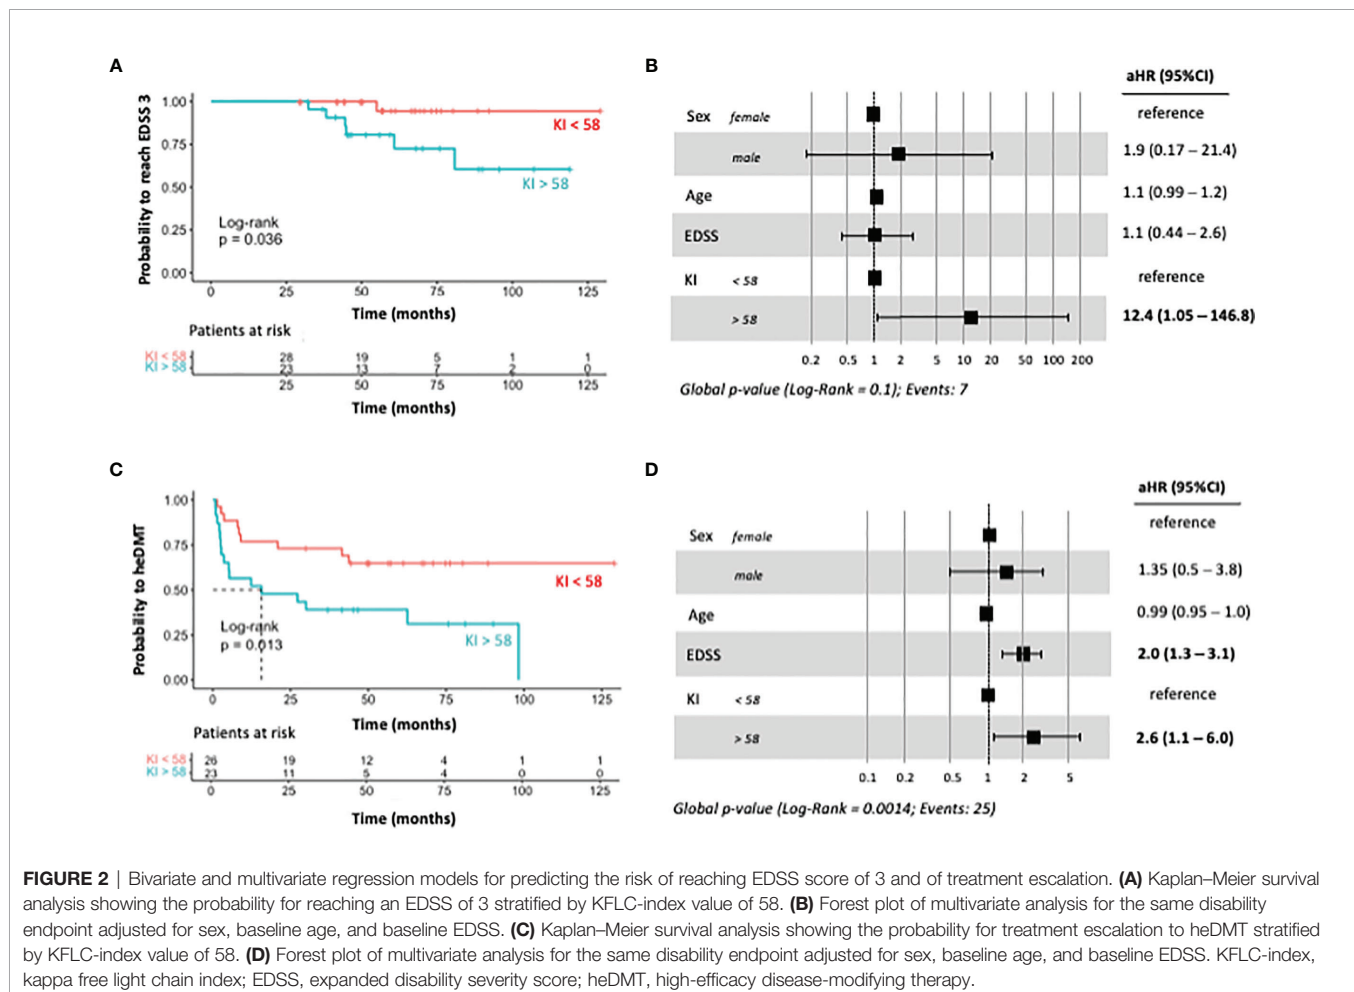 A
Probability to reach EDSS 3
1.00
0.75
0.50
0.25
0.00
KI < 58
KI > 58
Log-rank
p = 0.036
0 25 50 75 100 125
Time (months)
Patients at risk
KI < 58 28 19 5 1 1
KI > 58 23 13 7 2 0
25 50 75 100 125
Time (months)
B
aHR (95%CI)
Sex female reference
male 1.9 (0.17 – 21.4)
Age 1.1 (0.99 – 1.2)
EDSS 1.1 (0.44 – 2.6)
KI < 58 reference
> 58 12.4 (1.05 – 146.8)
0.2 0.5 1 2 5 10 20 50 100 200
Global p-value (Log-Rank = 0.1); Events: 7
C
Probability to heDMT
1.00
0.75
0.50
0.25
0.00
KI < 58
KI > 58
Log-rank
p = 0.013
0 25 50 75 100 125
Time (months)
Patients at risk
KI < 58 26 19 12 4 1 1
KI > 58 23 11 5 4 0 0
0 25 50 75 100 125
Time (months)
D
aHR (95%CI)
Sex female reference
male 1.35 (0.5 – 3.8)
Age 0.99 (0.95 – 1.0)
EDSS 2.0 (1.3 – 3.1)
KI < 58 reference
> 58 2.6 (1.1 – 6.0)
0.1 0.2 0.5 1 2 5
Global p-value (Log-Rank = 0.0014; Events: 25)
FIGURE 2 | Bivariate and multivariate regression models for predicting the risk of reaching EDSS score of 3 and of treatment escalation. (A) Kaplan–Meier survival
analysis showing the probability for reaching an EDSS of 3 stratified by KFLC-index value of 58. (B) Forest plot of multivariate analysis for the same disability
endpoint adjusted for sex, baseline age, and baseline EDSS. (C) Kaplan–Meier survival analysis showing the probability for treatment escalation to heDMT stratified
by KFLC-index value of 58. (D) Forest plot of multivariate analysis for the same disability endpoint adjusted for sex, baseline age, and baseline EDSS. KFLC-index,
kappa free light chain index; EDSS, expanded disability severity score; heDMT, high-efficacy disease-modifying therapy.